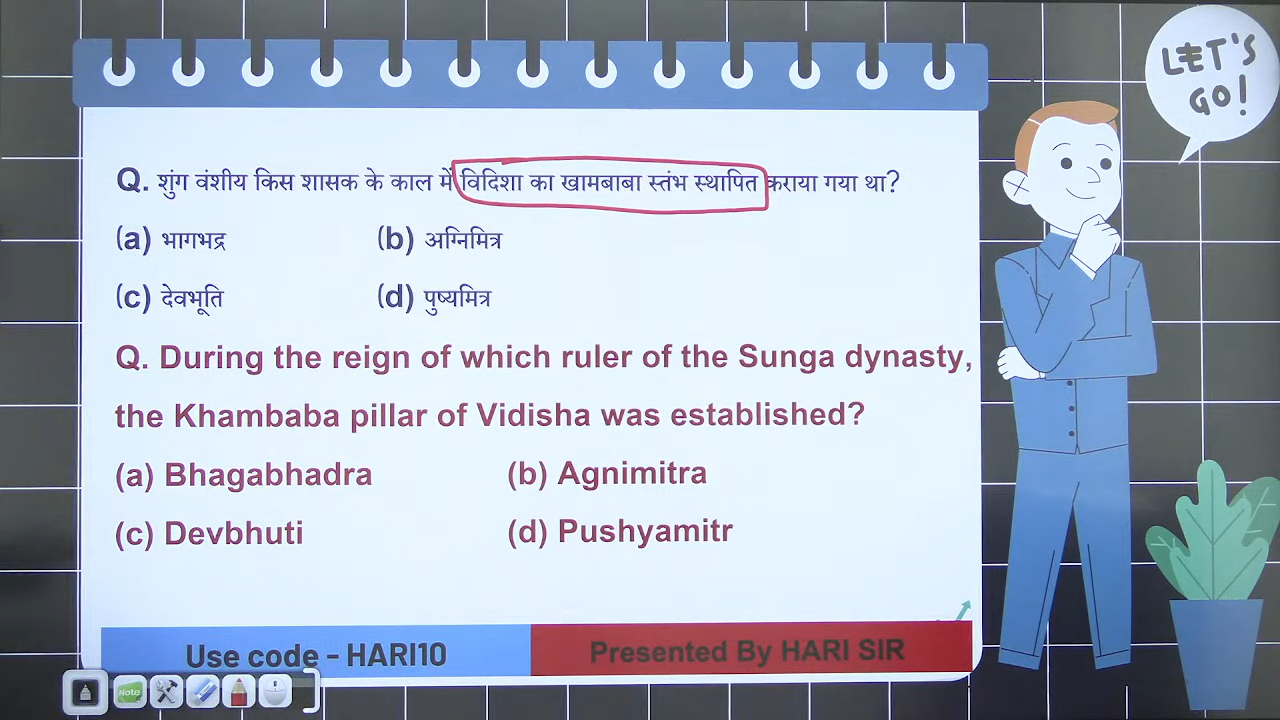 LET'S
GO!
Q. शुंग वंशीय किस शासक के काल में विदिशा का खामबाबा स्तंभ स्थापित कराया गया था?
(a) भागभद्र (b) अग्निमित्र
(c) देवभूति (d) पुष्यमित्र
Q. During the reign of which ruler of the Sunga dynasty,
the Khambaba pillar of Vidisha was established?
(a) Bhagabhadra (b) Agnimitra
(c) Devbhuti (d) Pushyamitr
Use code - HARI10 Presented By HARI SIR
Note